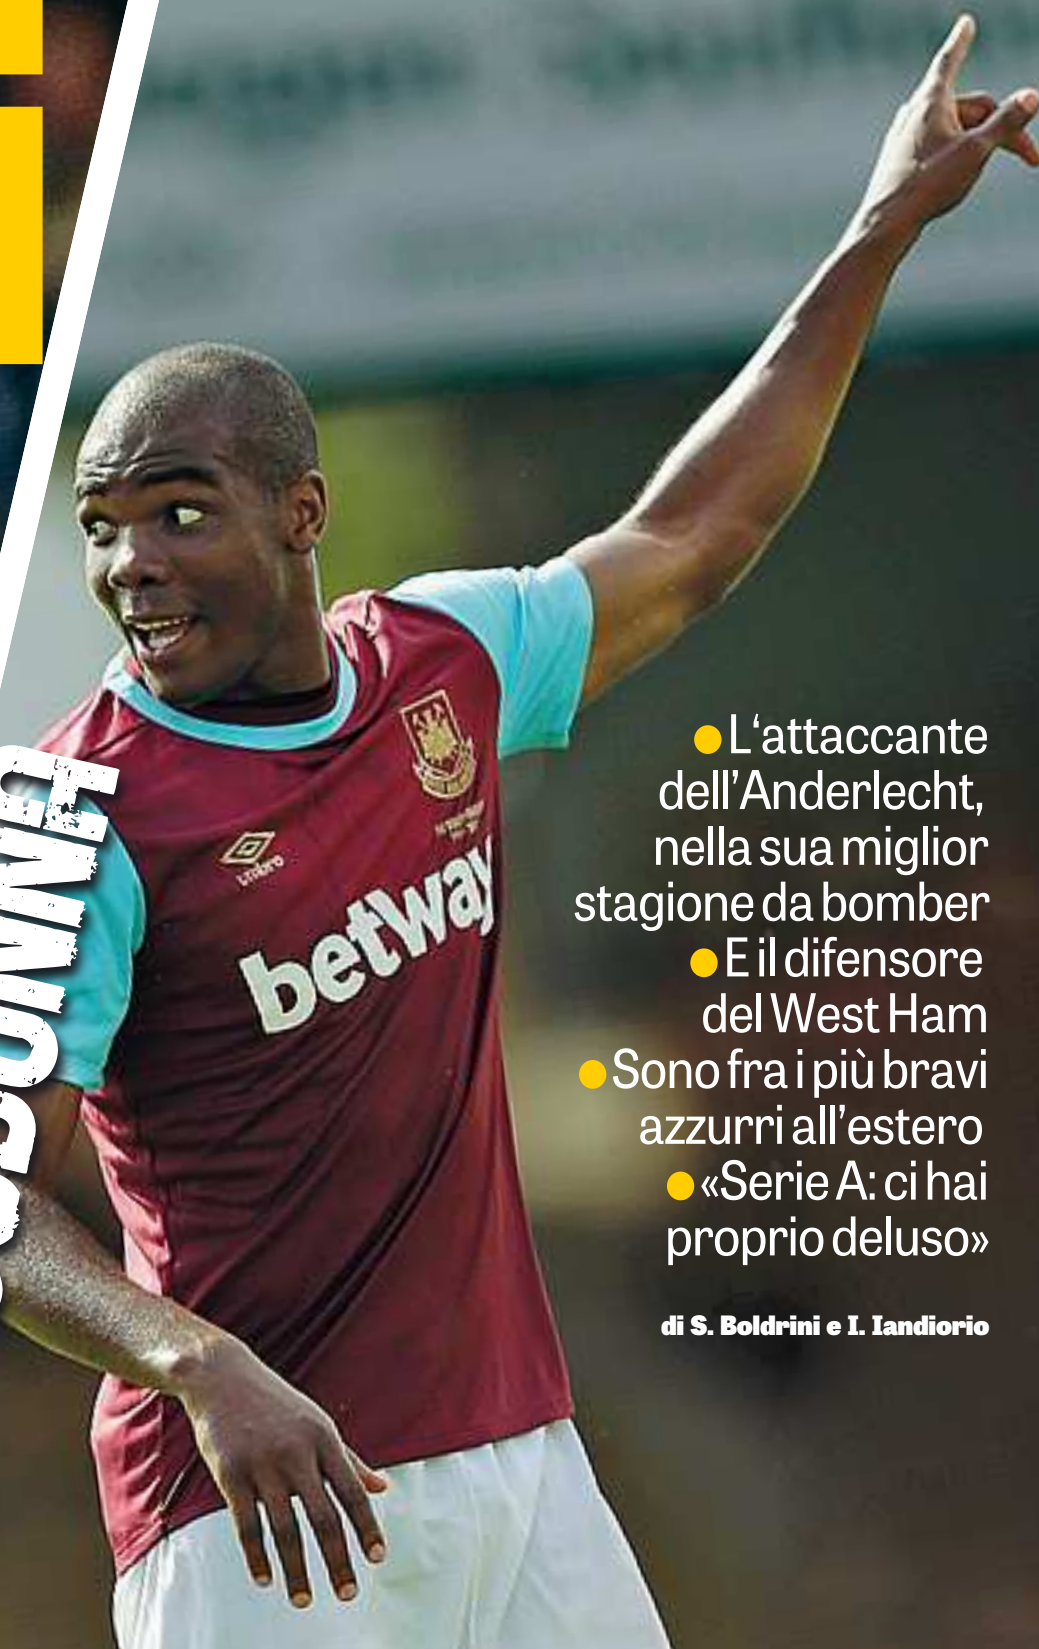 umbro
betway
●L‘attaccante
dell’Anderlecht,
nella sua miglior
stagione da bomber
●E il difensore
del West Ham
●Sono fra i più bravi
azzurri all’estero
●«Serie A: ci hai
proprio deluso»
di S. Boldrini e I. Iandiorio